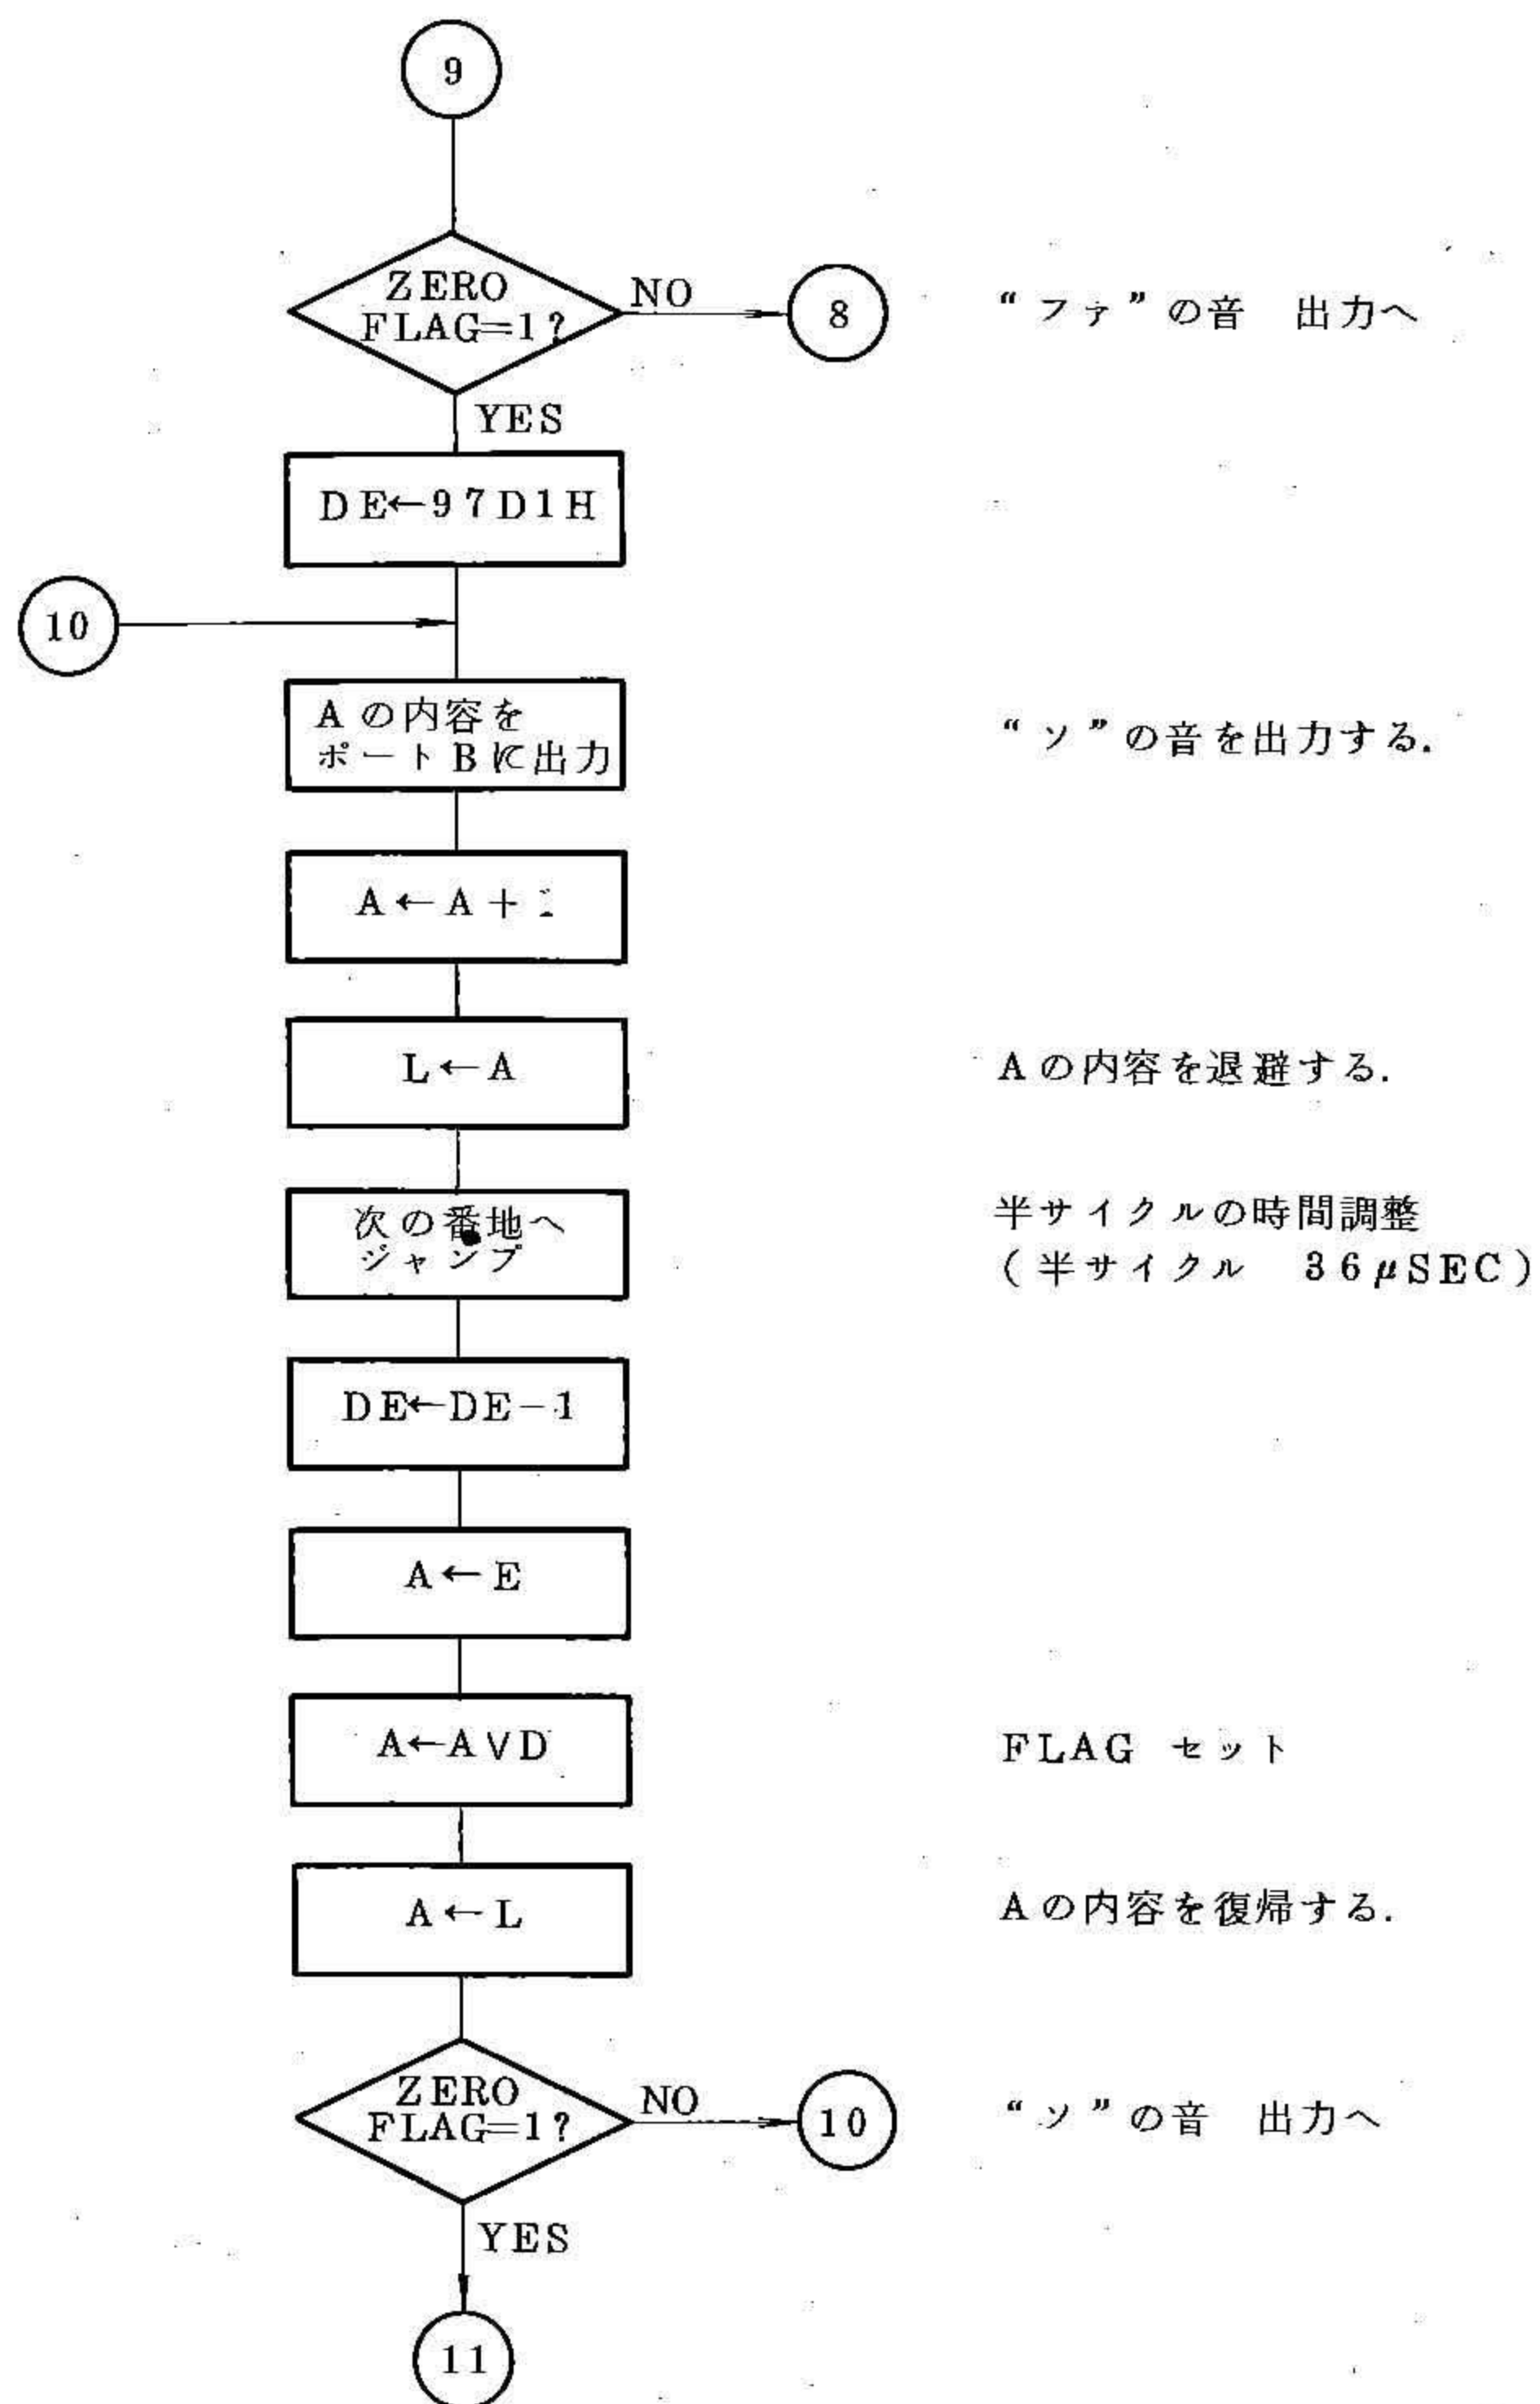 9
ZERO
FLAG=1?
NO
8
“ファ”の音 出力へ
YES
DE←97D1H
10
Aの内容を
ポートBに出力
“ソ”の音を出力する.
A←A+
L←A
Aの内容を退避する.
次の番地へ
ジャンプ
半サイクルの時間調整
(半サイクル 36μSEC)
DE←DE-1
A←E
A←A∨D
FLAG セット
A←L
Aの内容を復帰する.
ZERO
FLAG=1?
NO
10
“ソ”の音 出力へ
YES
11